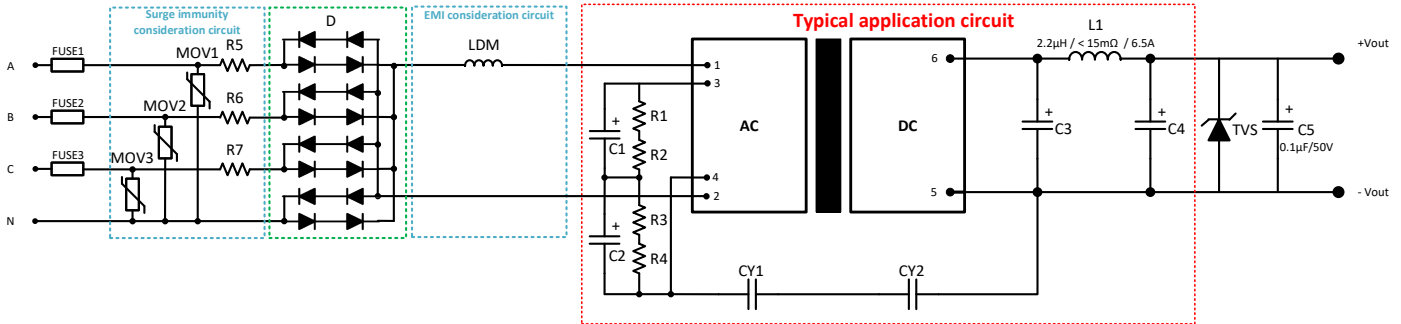 Surge immunity
consideration circuit
D
EMI consideration circuit
Typical application circuit
FUSE1
MOV1
R5
LDM
L1
2.2µH / < 15mΩ / 6.5A
+Vout
A
1
6
3
FUSE2
MOV2
R6
B
R1
C1
R2
AC
DC
+
C3
+
C4
TVS
+
C5
0.1µF/50V
+
FUSE3
MOV3
R7
C
4
2
5
- Vout
N
+
C2
R3
R4
CY1
CY2